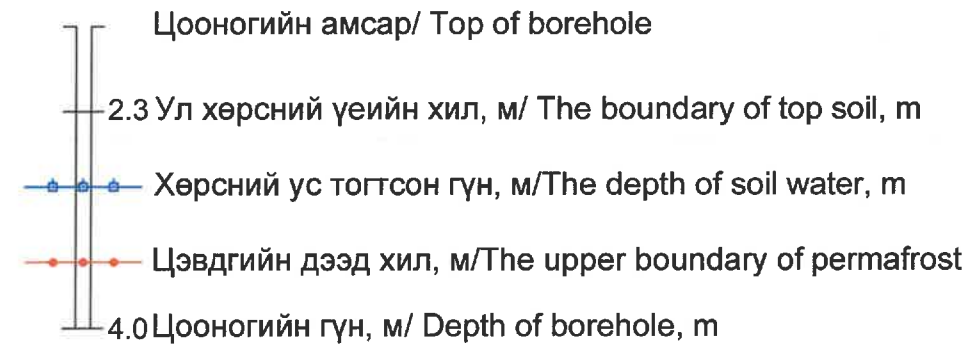 Цооногийн амсар/ Top of borehole
2.3 Ул хөрсний үеийн хил, м/ The boundary of top soil, m
Хөрсний ус тогтсон гүн, м/The depth of soil water, m
Цэвдгийн дээд хил, м/The upper boundary of permafrost
4.0 Цооногийн гүн, м/ Depth of borehole, m